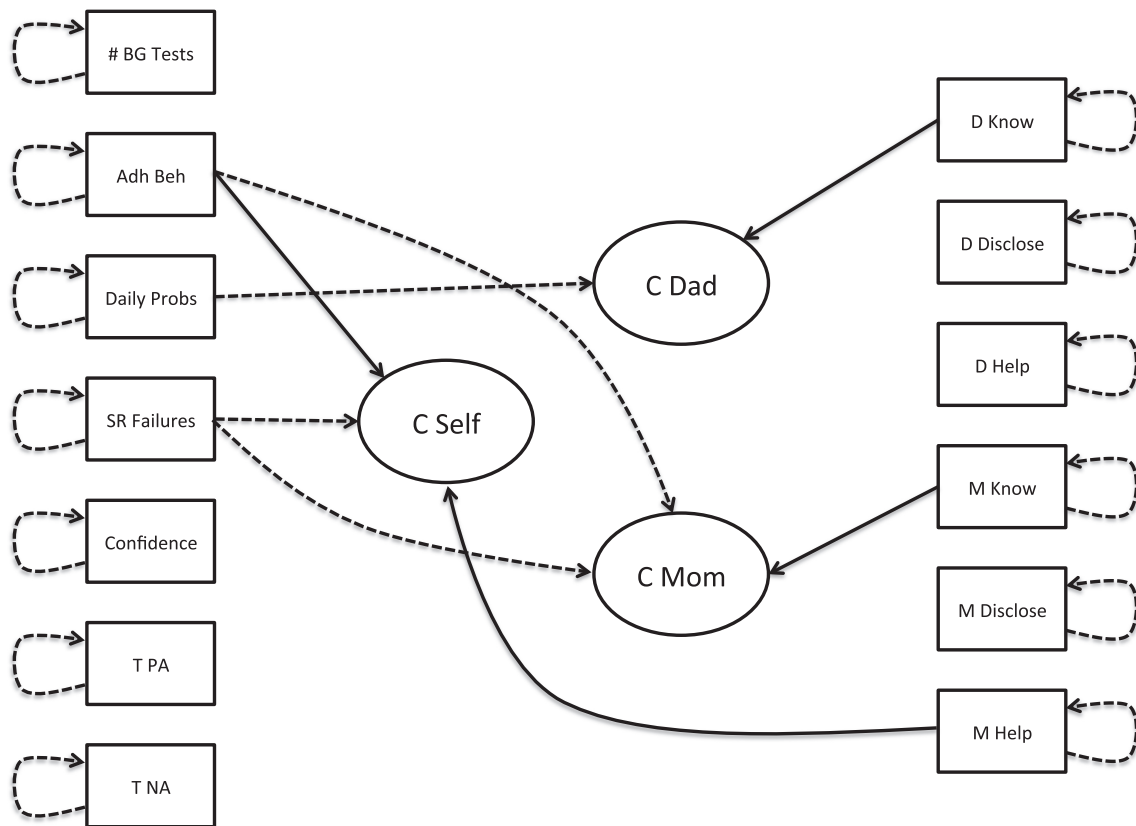 # BG Tests
Adh Beh
Daily Probs
SR Failures
Confidence
T PA
T NA
C Dad
C Self
C Mom
D Know
D Disclose
D Help
M Know
M Disclose
M Help